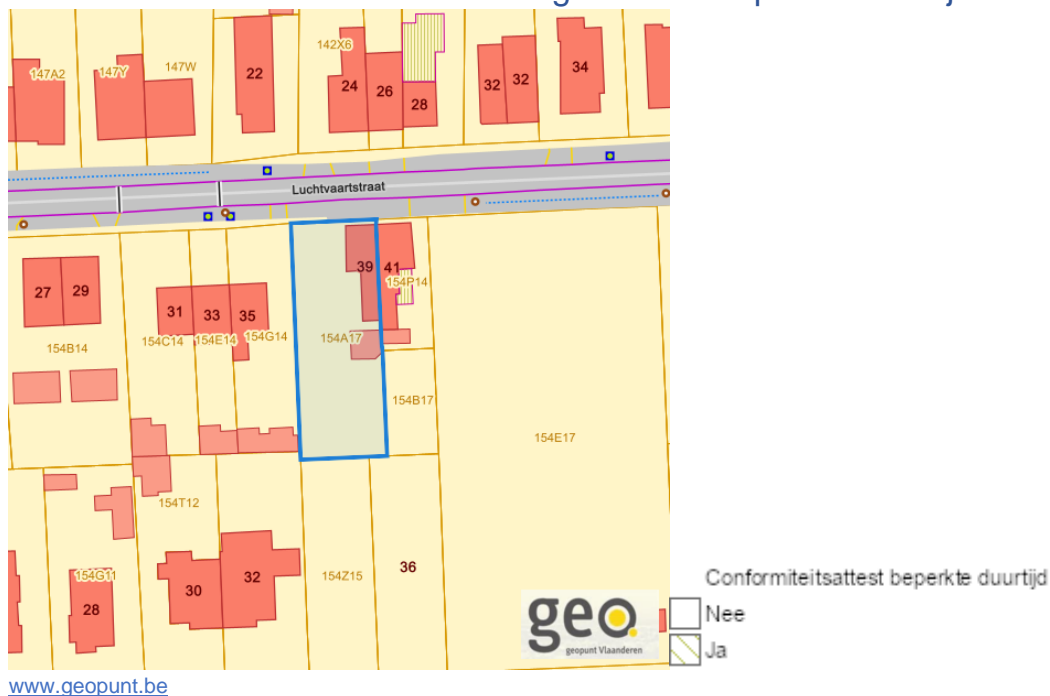 142X6
34
147A2
147Y
147W
22
24
26
32
32
28
Luchtvaartstraat
39
41
154P14
27
29
31
33
35
154B14
154C14
154E14
154G14
154A17
154B17
154E17
154T12
154G11
28
30
32
154Z15
36
geo
geopunt Vlaanderen
Conformiteitsattest beperkte duurtijd
Nee
Ja
www.geopunt.be